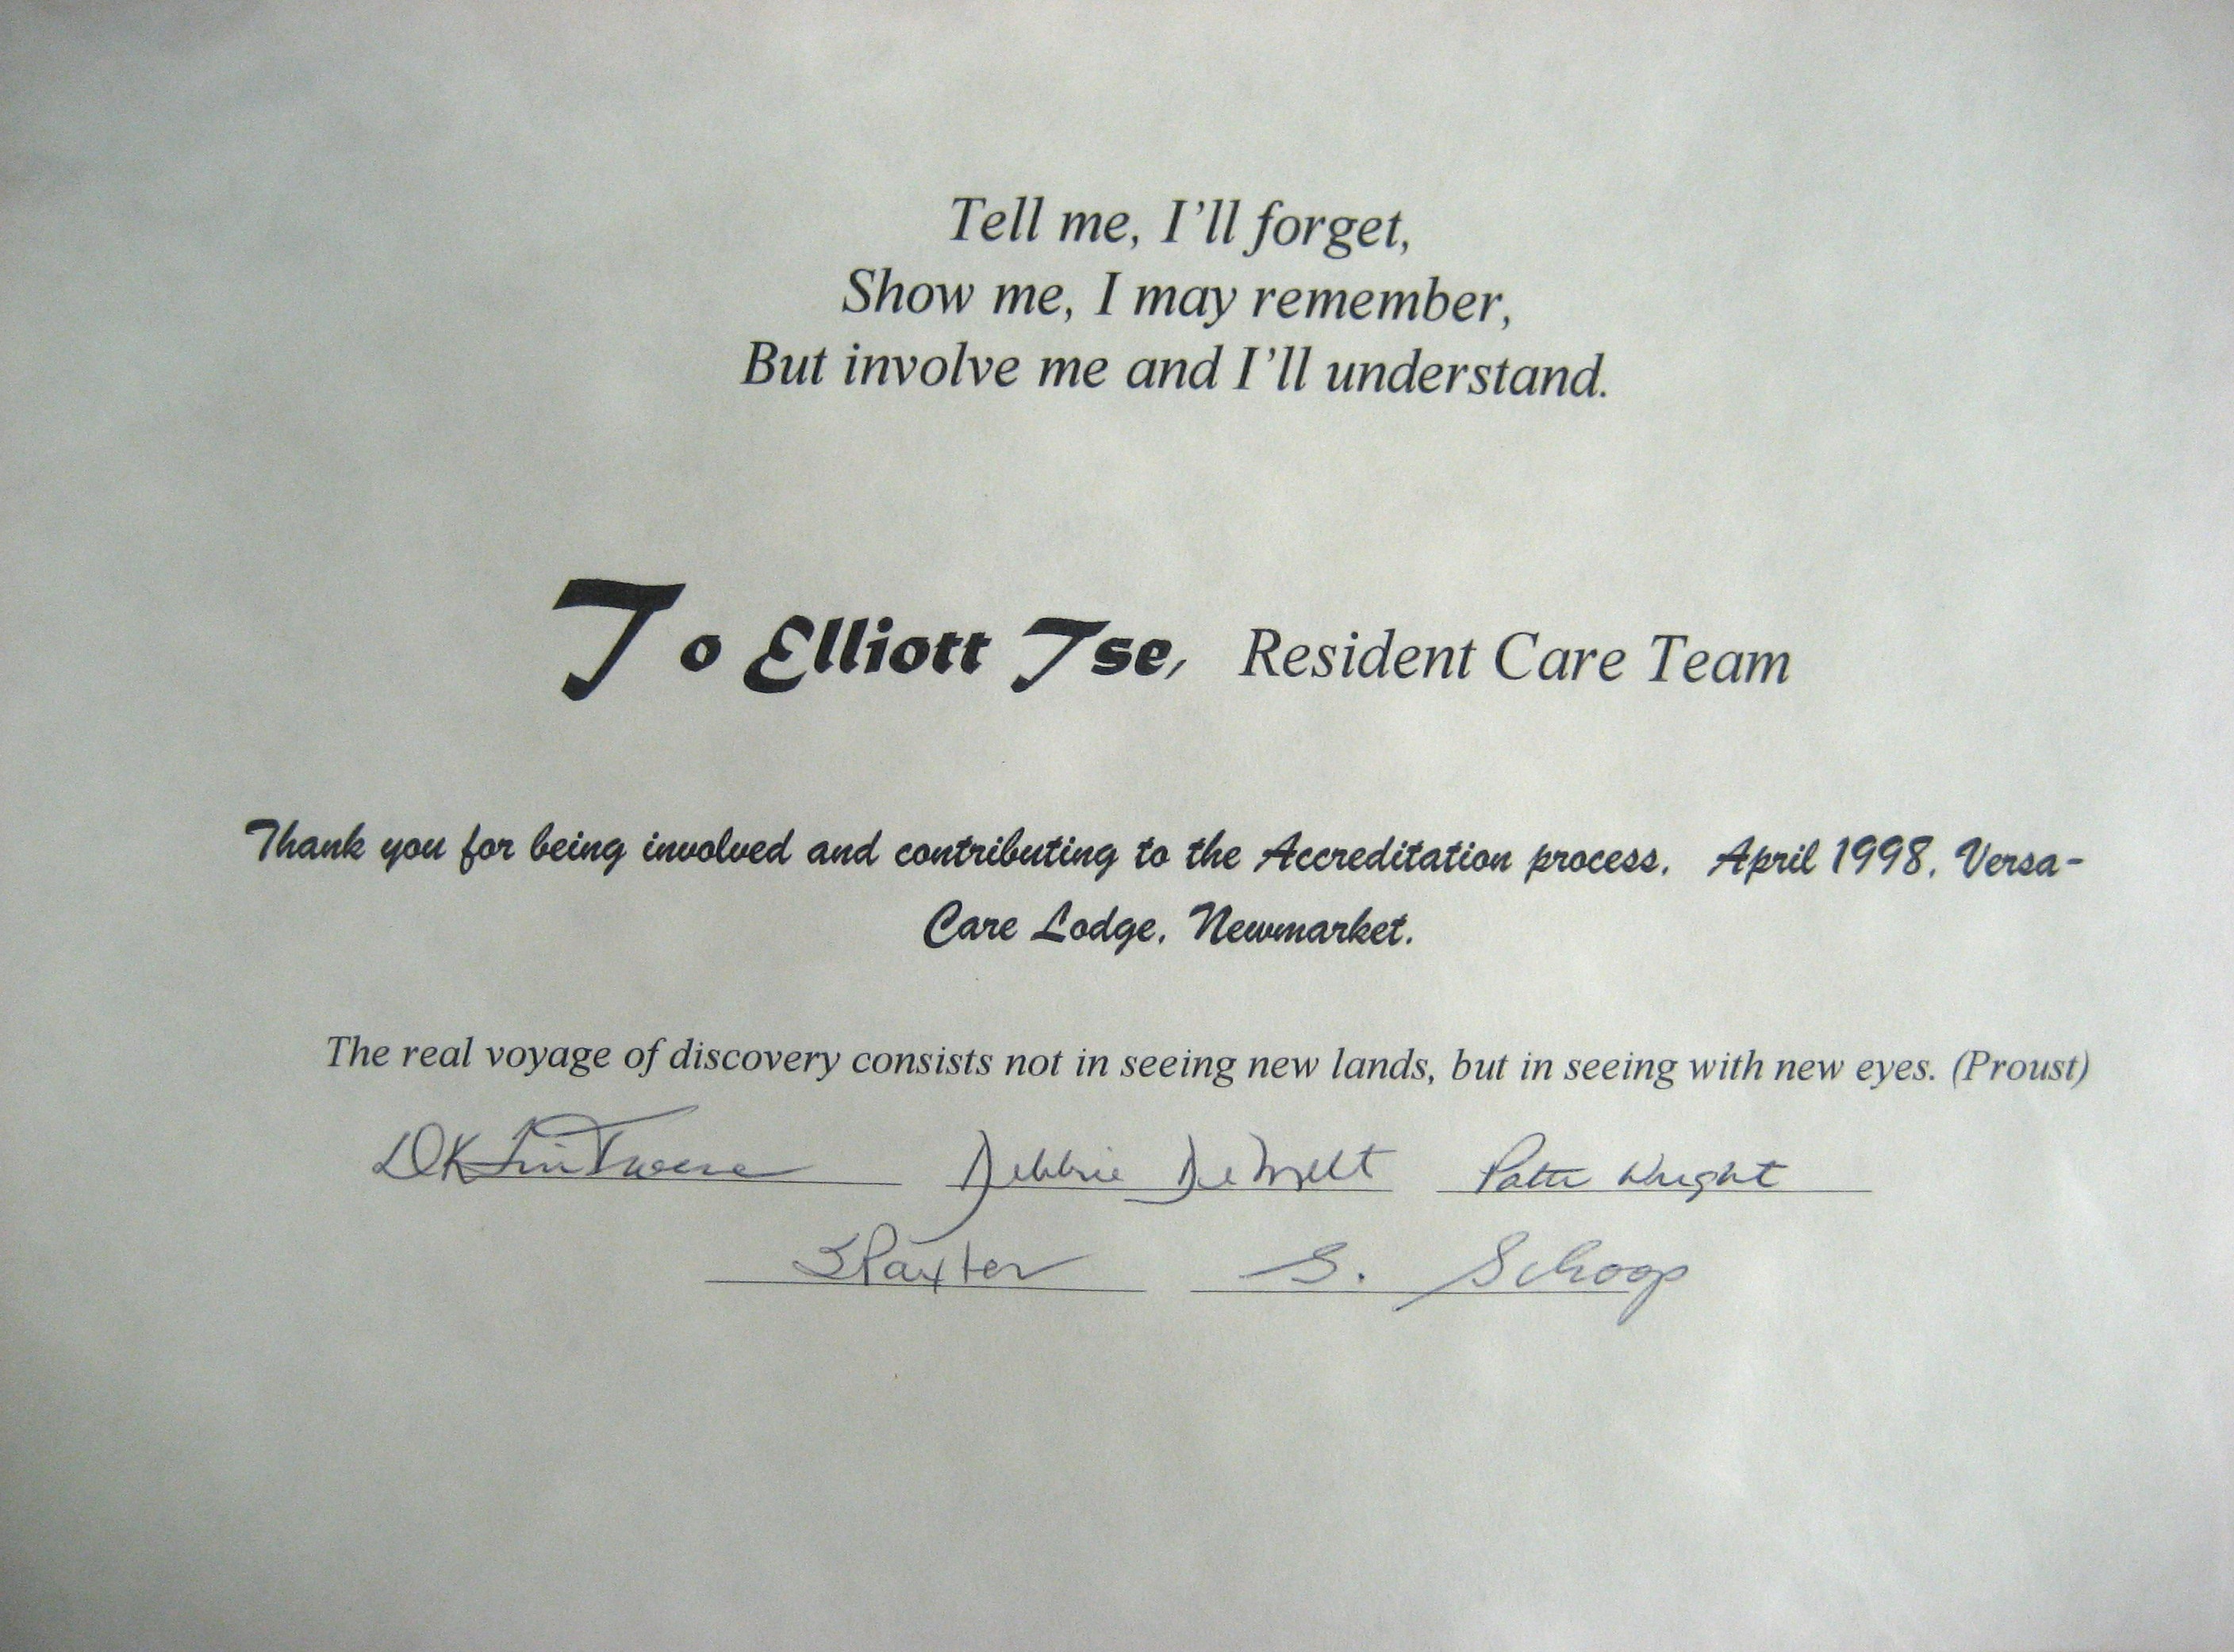 Tell me, I'll forget,
Show me, I may remember,
But involve me and I'll understand.
To Elliott Tse, Resident Care Team
Thank you for being involved and contributing to the Accreditation process. April 1998, Versa-
Care Lodge, Newmarket.
The real voyage of discovery consists not in seeing new lands, but in seeing with new eyes. (Proust)
Debbie Patti Wright
S. Schoop